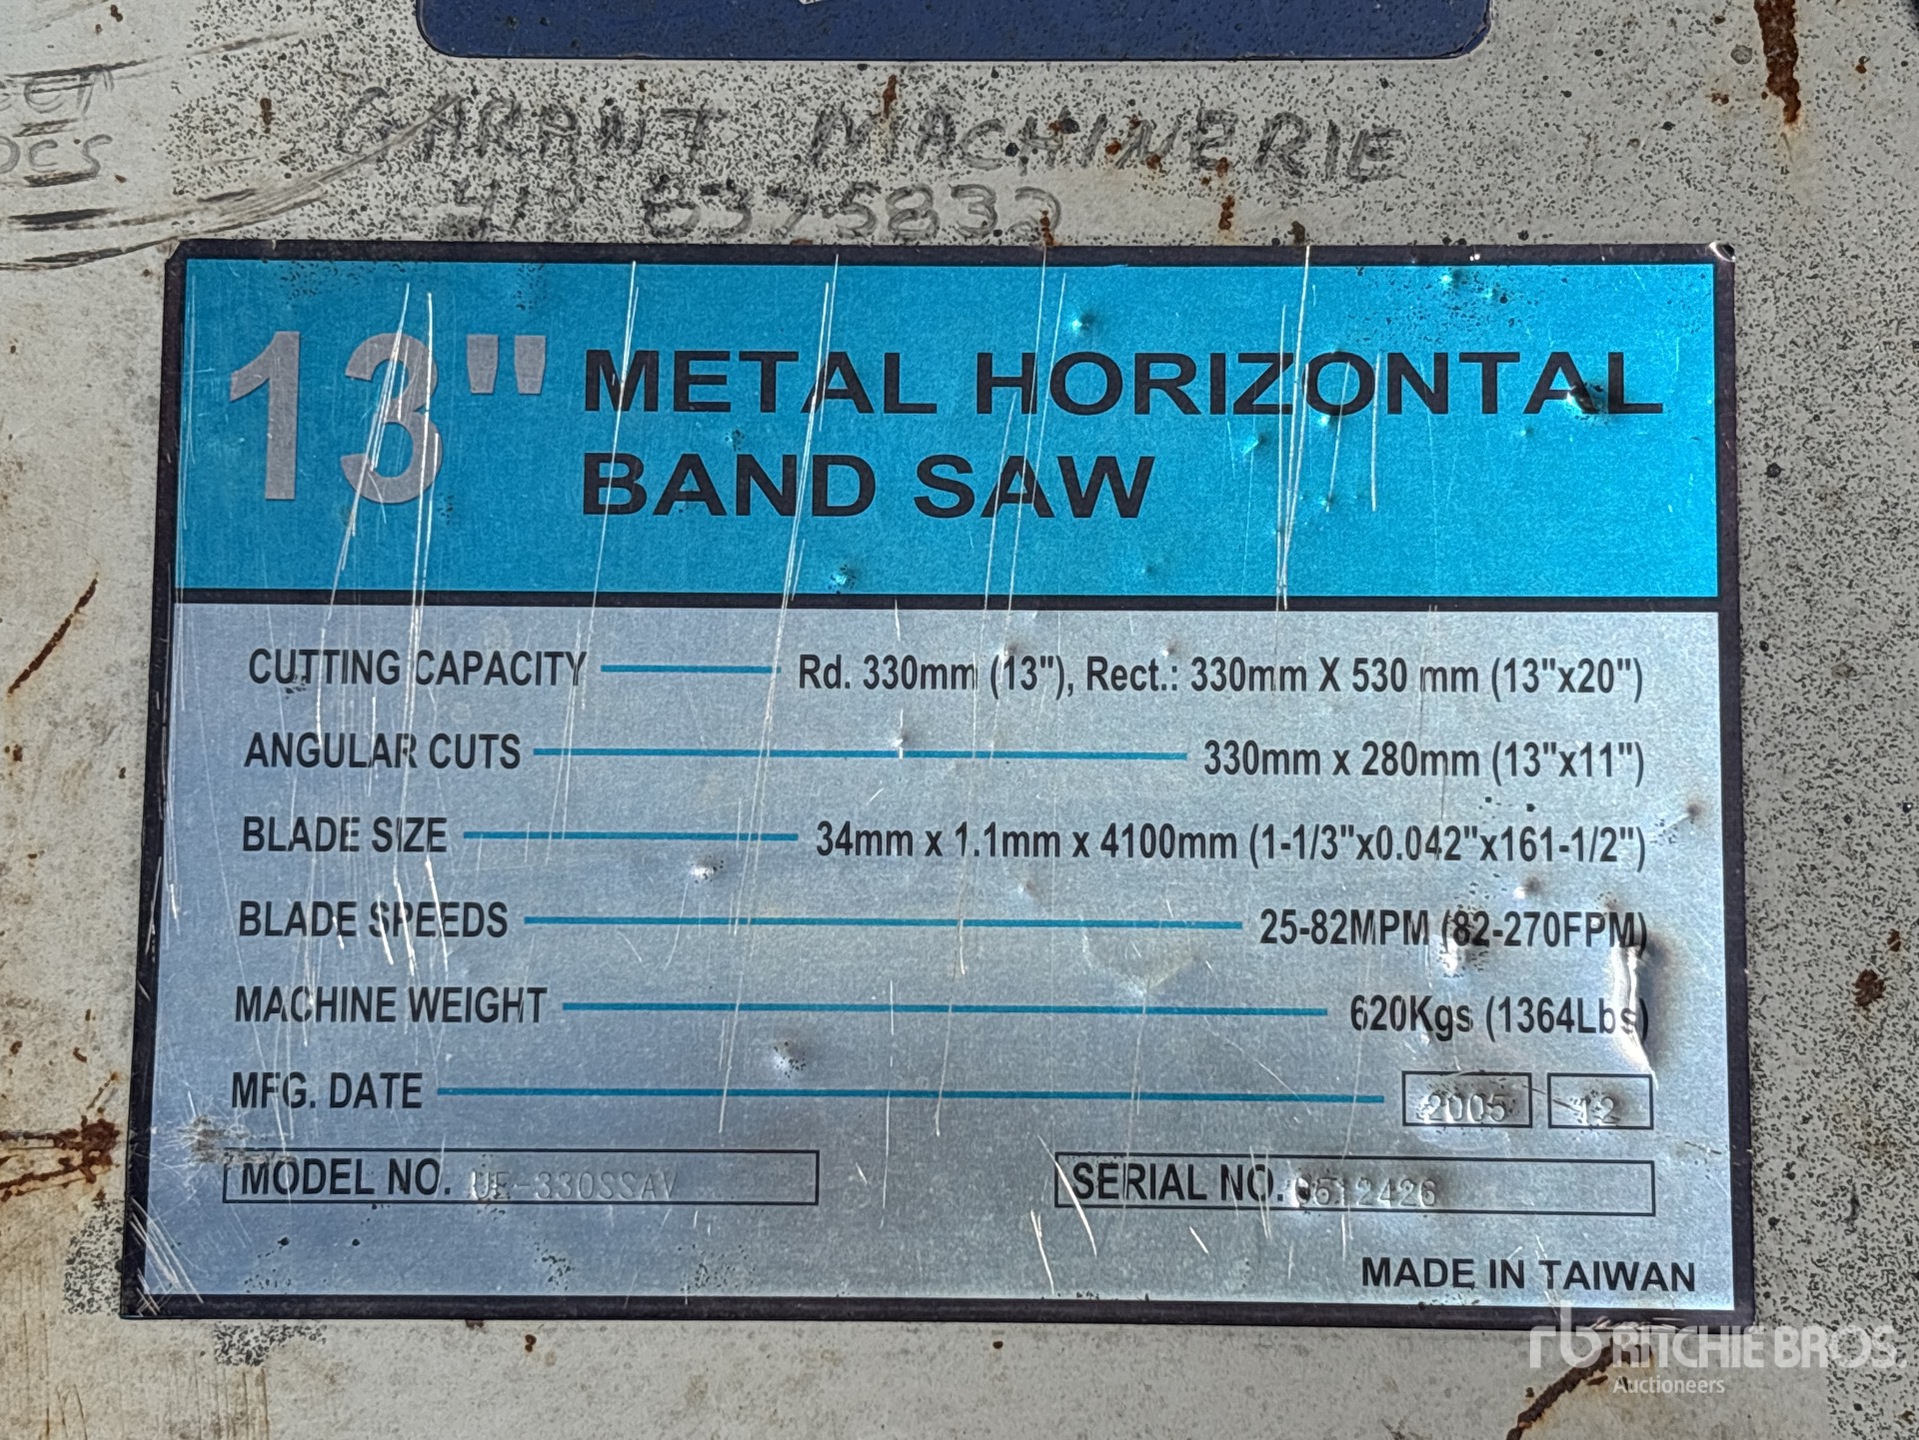 GARANT MACHINERIE
418 8375832
13" METAL HORIZONTAL
BAND SAW
CUTTING CAPACITY Rd. 330mm (13"), Rect.: 330mm X 530 mm (13"x20")
ANGULAR CUTS 330mm x 280mm (13"x11")
BLADE SIZE 34mm x 1.1mm x 4100mm (1-1/3"x0.042"x161-1/2")
BLADE SPEEDS 25-82MPM (82-270FPM)
MACHINE WEIGHT 620Kgs (1364Lbs)
MFG. DATE 2005 12
MODEL NO. UE-330SSAV SERIAL NO. 0512426
MADE IN TAIWAN
rb RITCHIE BROS.
Auctioneers